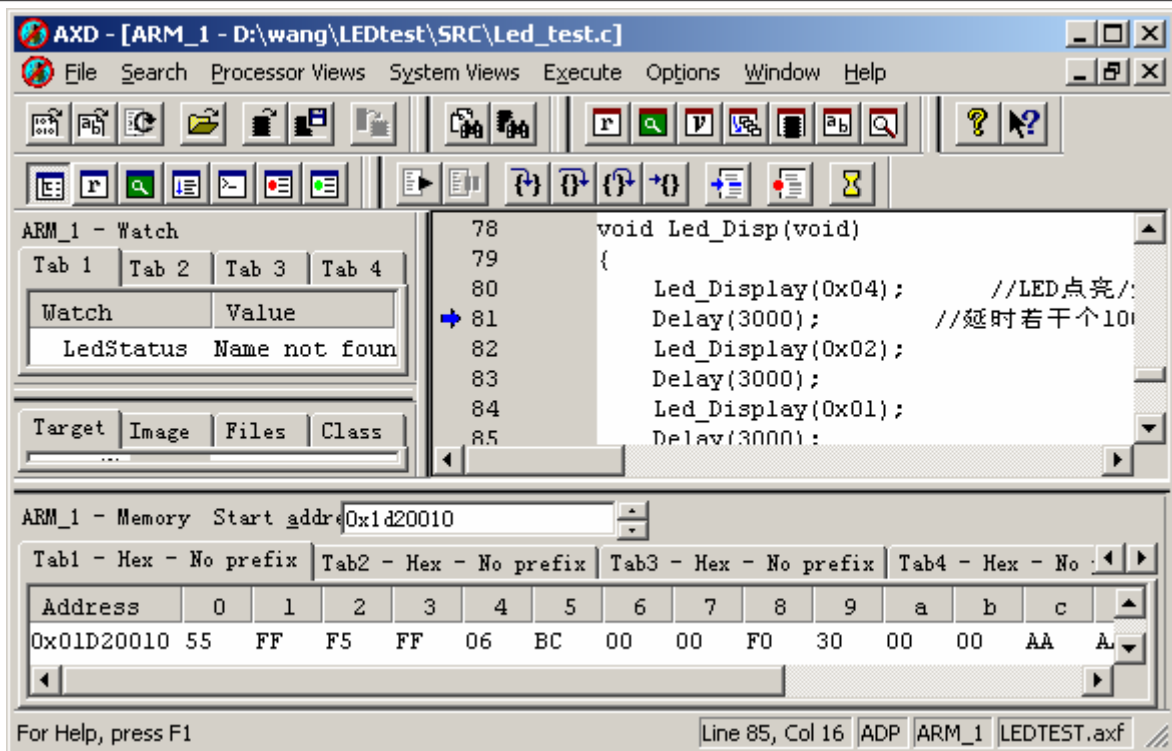 AXD - [ARM_1 - D:\wang\LEDtest\SRC\Led_test.c]
File Search Processor Views System Views Execute Options Window Help
ARM_1 - Watch
Tab 1 Tab 2 Tab 3 Tab 4
Watch Value
LedStatus Name not foun
Target Image Files Class
78 void Led_Disp(void)
79 {
80 Led_Display(0x04); //LED点亮/
81 Delay(3000); //延时若干个10
82 Led_Display(0x02);
83 Delay(3000);
84 Led_Display(0x01);
85 Delay(3000);
ARM_1 - Memory Start addre 0x1d20010
Tab1 - Hex - No prefix Tab2 - Hex - No prefix Tab3 - Hex - No prefix Tab4 - Hex - No
Address 0 1 2 3 4 5 6 7 8 9 a b c
0x01D20010 55 FF F5 FF 06 BC 00 00 F0 30 00 00 AA A
For Help, press F1 Line 85, Col 16 ADP ARM_1 LEDTEST.axf